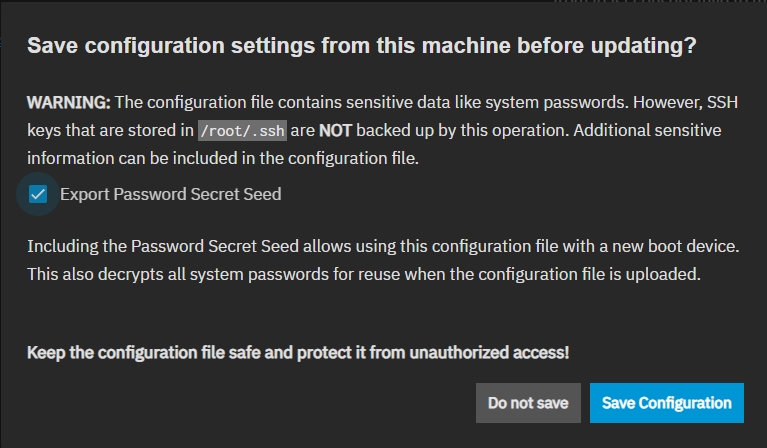 Save configuration settings from this machine before updating?
WARNING: The configuration file contains sensitive data like system passwords. However, SSH
keys that are stored in /root/.ssh are NOT backed up by this operation. Additional sensitive
information can be included in the configuration file.
Export Password Secret Seed
Including the Password Secret Seed allows using this configuration file with a new boot device.
This also decrypts all system passwords for reuse when the configuration file is uploaded.
Keep the configuration file safe and protect it from unauthorized access!
Do not save Save Configuration